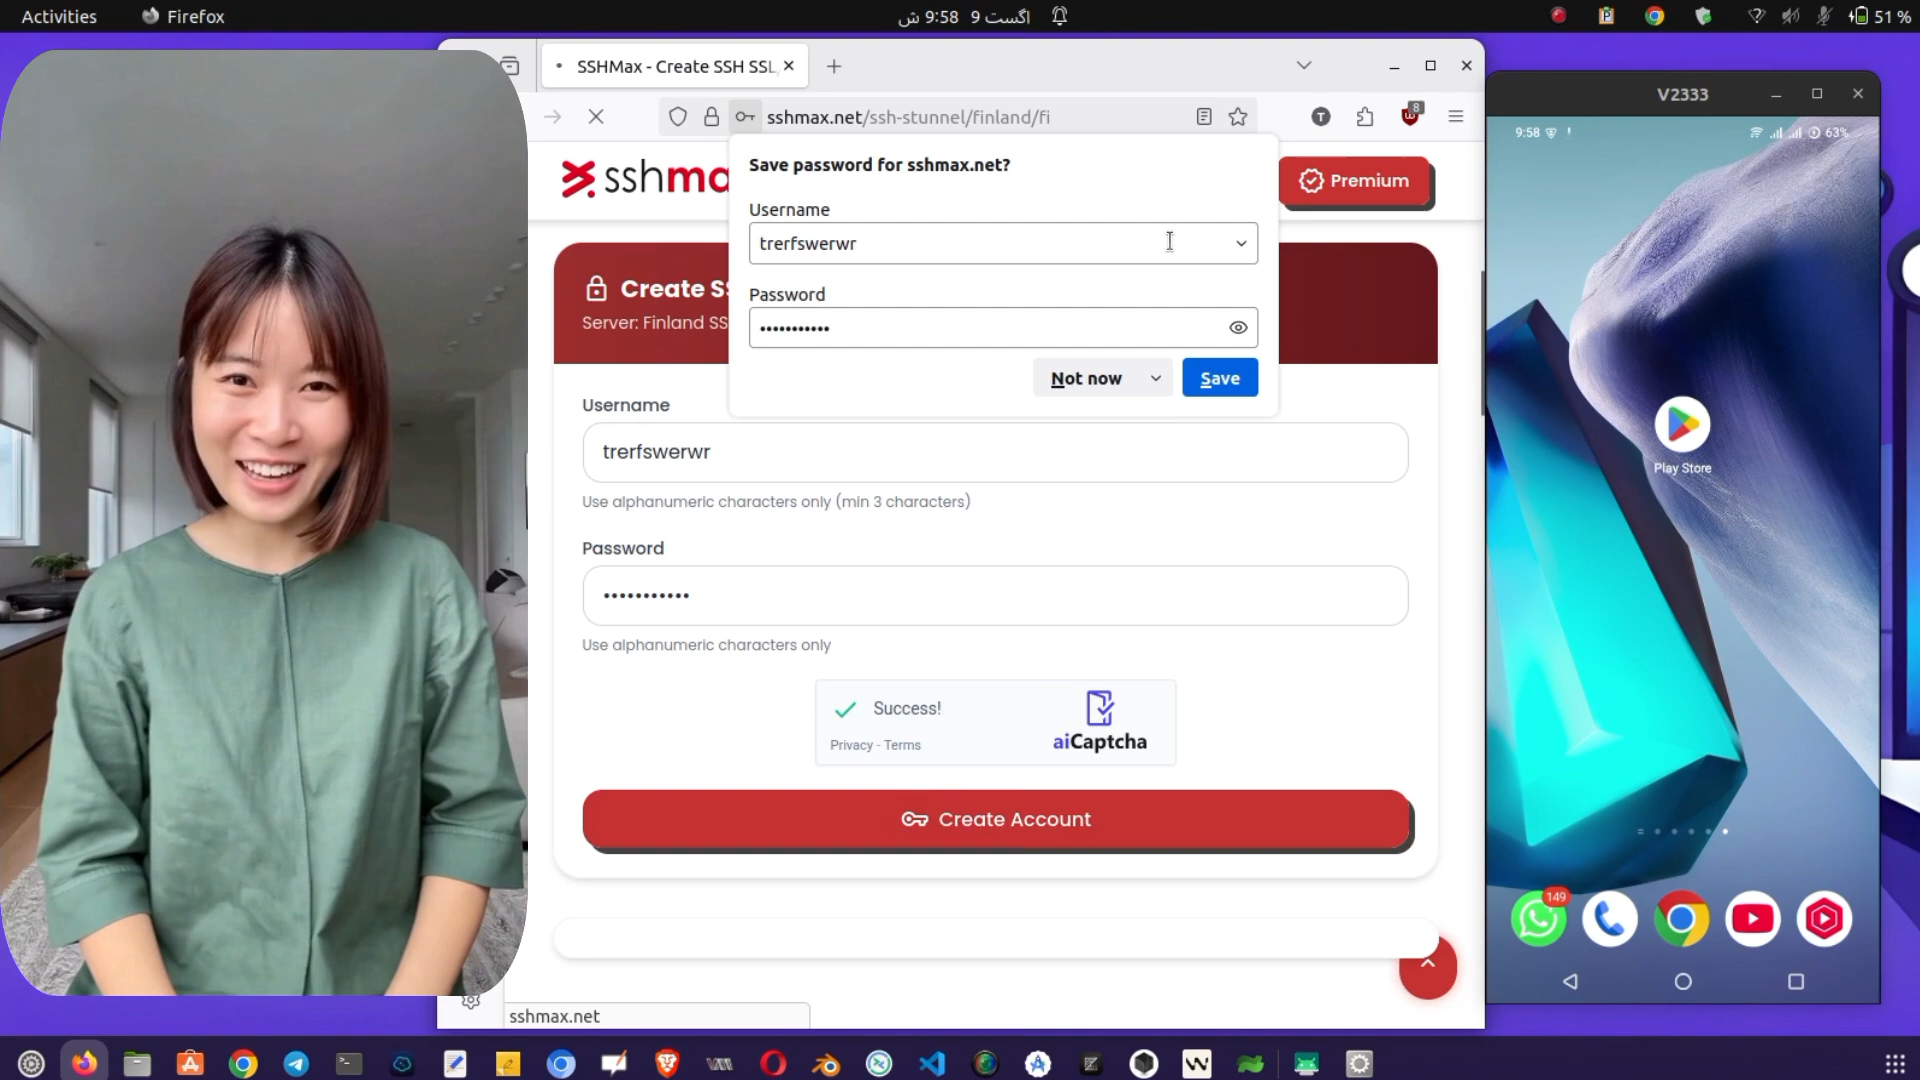 Activities
Firefox
اگست 9  9:58 ش
51 %
SSHMax - Create SSH SSL
sshmax.net/ssh-stunnel/finland/fi
T
8
sshma
Premium
Save password for sshmax.net?
Username
trerfswerwr
Password
•••••••••••
Not now
Save
Create S
Server: Finland SS
Username
trerfswerwr
Use alphanumeric characters only (min 3 characters)
Password
•••••••••••
Use alphanumeric characters only
Success!
Privacy - Terms
aiCaptcha
Create Account
sshmax.net
V2333
9:58
63%
Play Store
149